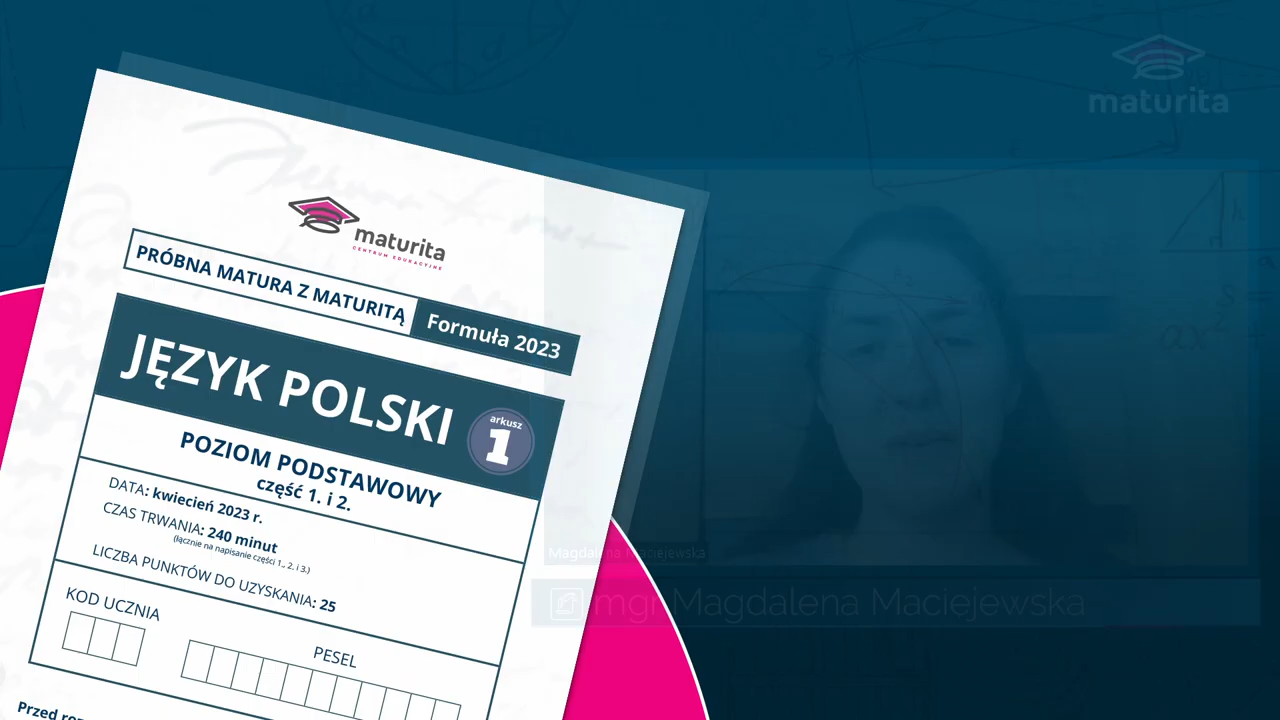 maturita
maturita
CENTRUM EDUKACYJNE
PRÓBNA MATURA Z MATURITĄ
Formuła 2023
JĘZYK POLSKI
arkusz
1
POZIOM PODSTAWOWY
część 1. i 2.
DATA: kwiecień 2023 r.
CZAS TRWANIA: 240 minut
(łącznie na napisanie części 1., 2. i 3.)
LICZBA PUNKTÓW DO UZYSKANIA: 25
KOD UCZNIA
PESEL
Przed
Magdalena Maciejewska
mgr Magdalena Maciejewska